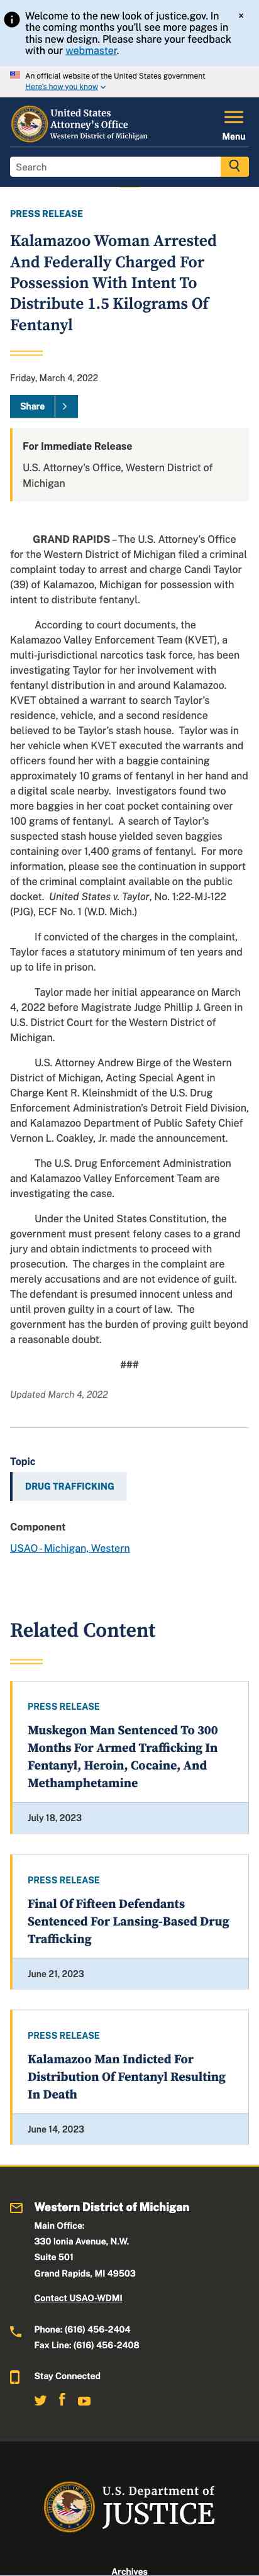 Welcome to the new look of justice.gov. In
the coming months you'll see more pages in
this new design. Please share your feedback
with our webmaster.
×
An official website of the United States government
Here's how you know
United States
Attorney's Office
Western District of Michigan
Menu
Search
PRESS RELEASE
Kalamazoo Woman Arrested
And Federally Charged For
Possession With Intent To
Distribute 1.5 Kilograms Of
Fentanyl
Friday, March 4, 2022
Share
For Immediate Release
U.S. Attorney's Office, Western District of
Michigan
GRAND RAPIDS – The U.S. Attorney's Office
for the Western District of Michigan filed a criminal
complaint today to arrest and charge Candi Taylor
(39) of Kalamazoo, Michigan for possession with
intent to distribute fentanyl.
According to court documents, the
Kalamazoo Valley Enforcement Team (KVET), a
multi-jurisdictional narcotics task force, has been
investigating Taylor for her involvement with
fentanyl distribution in and around Kalamazoo.
KVET obtained a warrant to search Taylor's
residence, vehicle, and a second residence
believed to be Taylor's stash house.  Taylor was in
her vehicle when KVET executed the warrants and
officers found her with a baggie containing
approximately 10 grams of fentanyl in her hand and
a digital scale nearby.  Investigators found two
more baggies in her coat pocket containing over
100 grams of fentanyl.  A search of Taylor's
suspected stash house yielded seven baggies
containing over 1,400 grams of fentanyl.  For more
information, please see the continuation in support
of the criminal complaint available on the public
docket.  United States v. Taylor, No. 1:22-MJ-122
(PJG), ECF No. 1 (W.D. Mich.)
If convicted of the charges in the complaint,
Taylor faces a statutory minimum of ten years and
up to life in prison.
Taylor made her initial appearance on March
4, 2022 before Magistrate Judge Phillip J. Green in
U.S. District Court for the Western District of
Michigan.
U.S. Attorney Andrew Birge of the Western
District of Michigan, Acting Special Agent in
Charge Kent R. Kleinshmidt of the U.S. Drug
Enforcement Administration's Detroit Field Division,
and Kalamazoo Department of Public Safety Chief
Vernon L. Coakley, Jr. made the announcement.
The U.S. Drug Enforcement Administration
and Kalamazoo Valley Enforcement Team are
investigating the case.
Under the United States Constitution, the
government must present felony cases to a grand
jury and obtain indictments to proceed with
prosecution.  The charges in the complaint are
merely accusations and are not evidence of guilt.
The defendant is presumed innocent unless and
until proven guilty in a court of law.  The
government has the burden of proving guilt beyond
a reasonable doubt.
###
Updated March 4, 2022
Topic
DRUG TRAFFICKING
Component
USAO - Michigan, Western
Related Content
PRESS RELEASE
Muskegon Man Sentenced To 300
Months For Armed Trafficking In
Fentanyl, Heroin, Cocaine, And
Methamphetamine
July 18, 2023
PRESS RELEASE
Final Of Fifteen Defendants
Sentenced For Lansing-Based Drug
Trafficking
June 21, 2023
PRESS RELEASE
Kalamazoo Man Indicted For
Distribution Of Fentanyl Resulting
In Death
June 14, 2023
Western District of Michigan
Main Office:
330 Ionia Avenue, N.W.
Suite 501
Grand Rapids, MI 49503
Contact USAO-WDMI
Phone: (616) 456-2404
Fax Line: (616) 456-2408
Stay Connected
U.S. Department of
JUSTICE
Archives